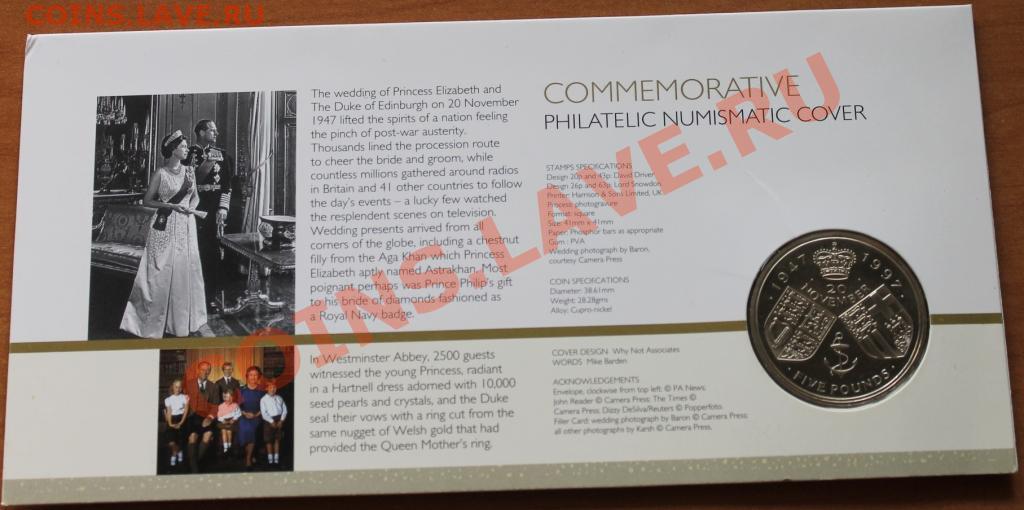 COINS.LAVE.RU
The wedding of Princess Elizabeth and
The Duke of Edinburgh on 20 November
1947 lifted the spirits of a nation feeling
the pinch of post-war austerity.
Thousands lined the procession route
to cheer the bride and groom, while
countless millions gathered around radios
in Britain and 41 other countries to follow
the day's events – a lucky few watched
the resplendent scenes on television.
Wedding presents arrived from all
corners of the globe, including a chestnut
filly from the Aga Khan which Princess
Elizabeth aptly named Astrakhan. Most
poignant perhaps was Prince Philip's gift
to his bride of diamonds fashioned as
a Royal Navy badge.
In Westminster Abbey, 2500 guests
witnessed the young Princess, radiant
in a Hartnell dress adorned with 10,000
seed pearls and crystals, and the Duke
seal their vows with a ring cut from the
same nugget of Welsh gold that had
provided the Queen Mother's ring.
COMMEMORATIVE
PHILATELIC NUMISMATIC COVER
STAMPS SPECIFICATIONS
Design 20p and 43p: David Driver
Design 26p and 63p: Lord Snowdon
Printer: Harrison & Sons Limited, UK
Process: photogravure
Format: square
Size: 41mm x 41mm
Paper: Phosphor bars as appropriate
Gum : PVA
Wedding photograph by Baron,
courtesy Camera Press
COIN SPECIFICATIONS
Diameter: 38.61mm
Weight: 28.28gms
Alloy: Cupro-nickel
COVER DESIGN Why Not Associates
WORDS Mike Barden
ACKNOWLEDGEMENTS
Envelope, clockwise from top left: © PA News:
John Reader © Camera Press: The Times ©
Camera Press: Dizzy DeSilva/Reuters © Popperfoto.
Filler Card: wedding photograph by Baron © Camera Press:
all other photographs by Karsh © Camera Press.
1947 1997
20
NOVEMBER
FIVE POUNDS
COINS.LAVE.RU
COINS.LAVE.RU